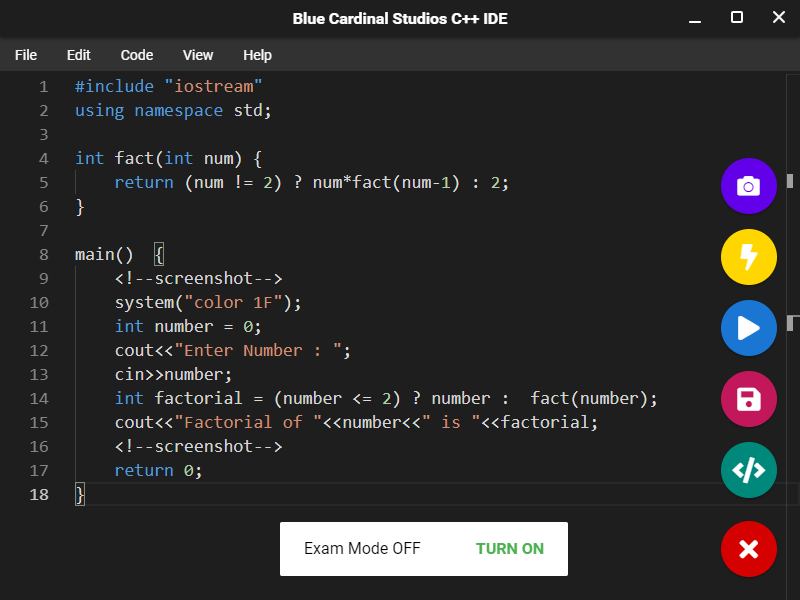 Blue Cardinal Studios C++ IDE
File Edit Code View Help
1 #include "iostream"
2 using namespace std;
3
4 int fact(int num) {
5     return (num != 2) ? num*fact(num-1) : 2;
6 }
7
8 main()  {
9     <!--screenshot-->
10     system("color 1F");
11     int number = 0;
12     cout<<"Enter Number : ";
13     cin>>number;
14     int factorial = (number <= 2) ? number :  fact(number);
15     cout<<"Factorial of "<<number<<" is "<<factorial;
16     <!--screenshot-->
17     return 0;
18 }
Exam Mode OFF TURN ON